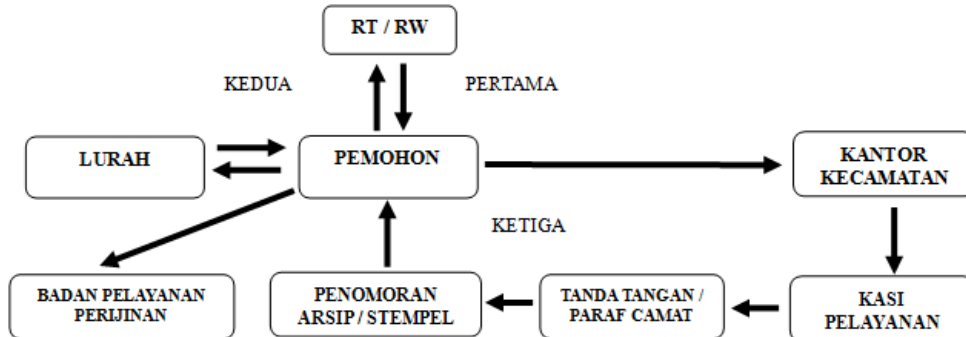 RT / RW
KEDUA
PERTAMA
LURAH
PEMOHON
KANTOR
KECAMATAN
KETIGA
BADAN PELAYANAN
PERIJINAN
PENOMORAN
ARSIP / STEMPEL
TANDA TANGAN /
PARAF CAMAT
KASI
PELAYANAN